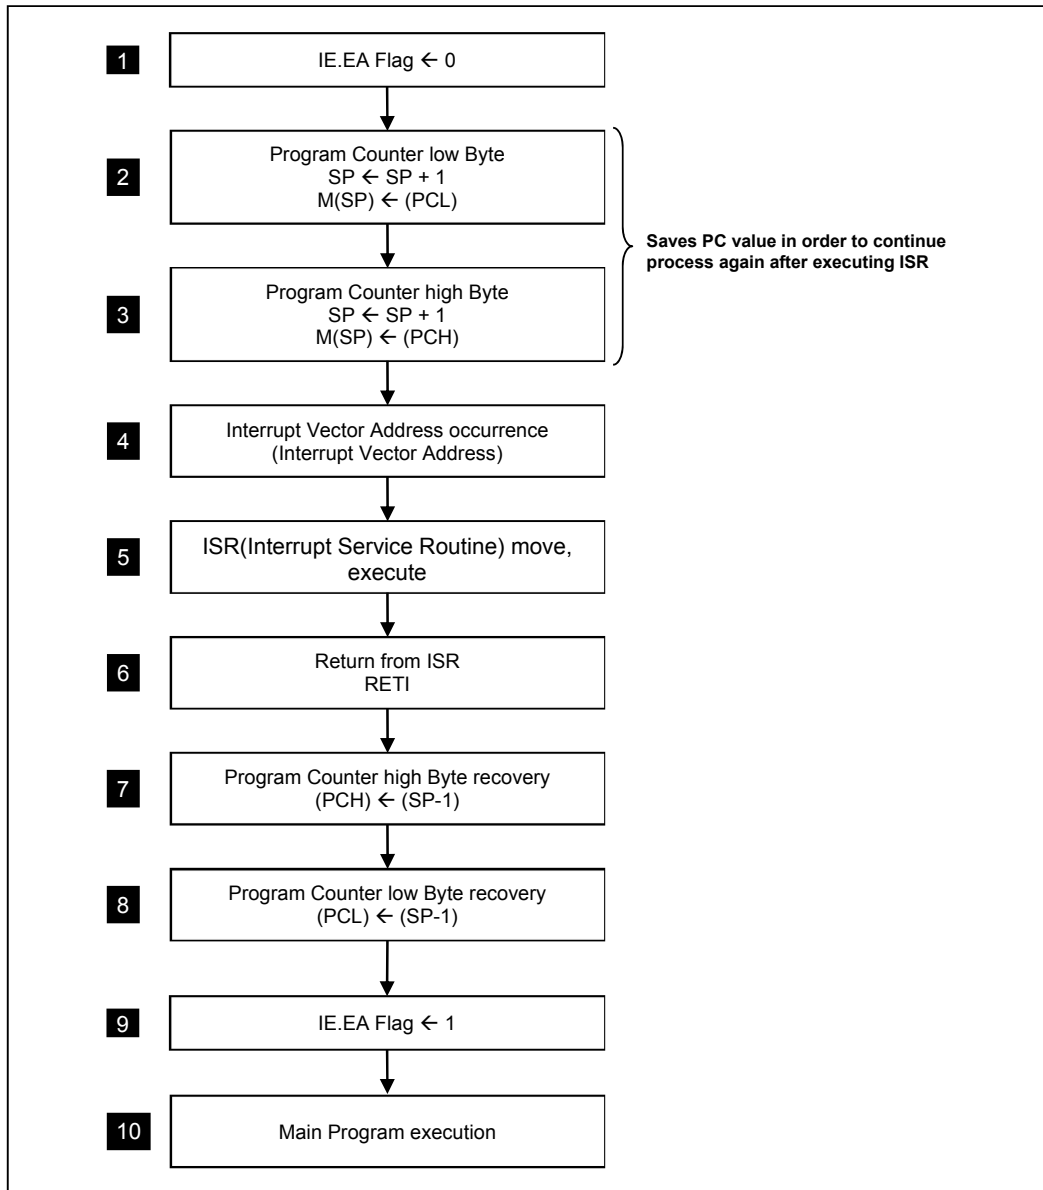 1
IE.EA Flag ← 0
2
Program Counter low Byte
SP ← SP + 1
M(SP) ← (PCL)
3
Program Counter high Byte
SP ← SP + 1
M(SP) ← (PCH)
Saves PC value in order to continue
process again after executing ISR
4
Interrupt Vector Address occurrence
(Interrupt Vector Address)
5
ISR(Interrupt Service Routine) move,
execute
6
Return from ISR
RETI
7
Program Counter high Byte recovery
(PCH) ← (SP-1)
8
Program Counter low Byte recovery
(PCL) ← (SP-1)
9
IE.EA Flag ← 1
10
Main Program execution